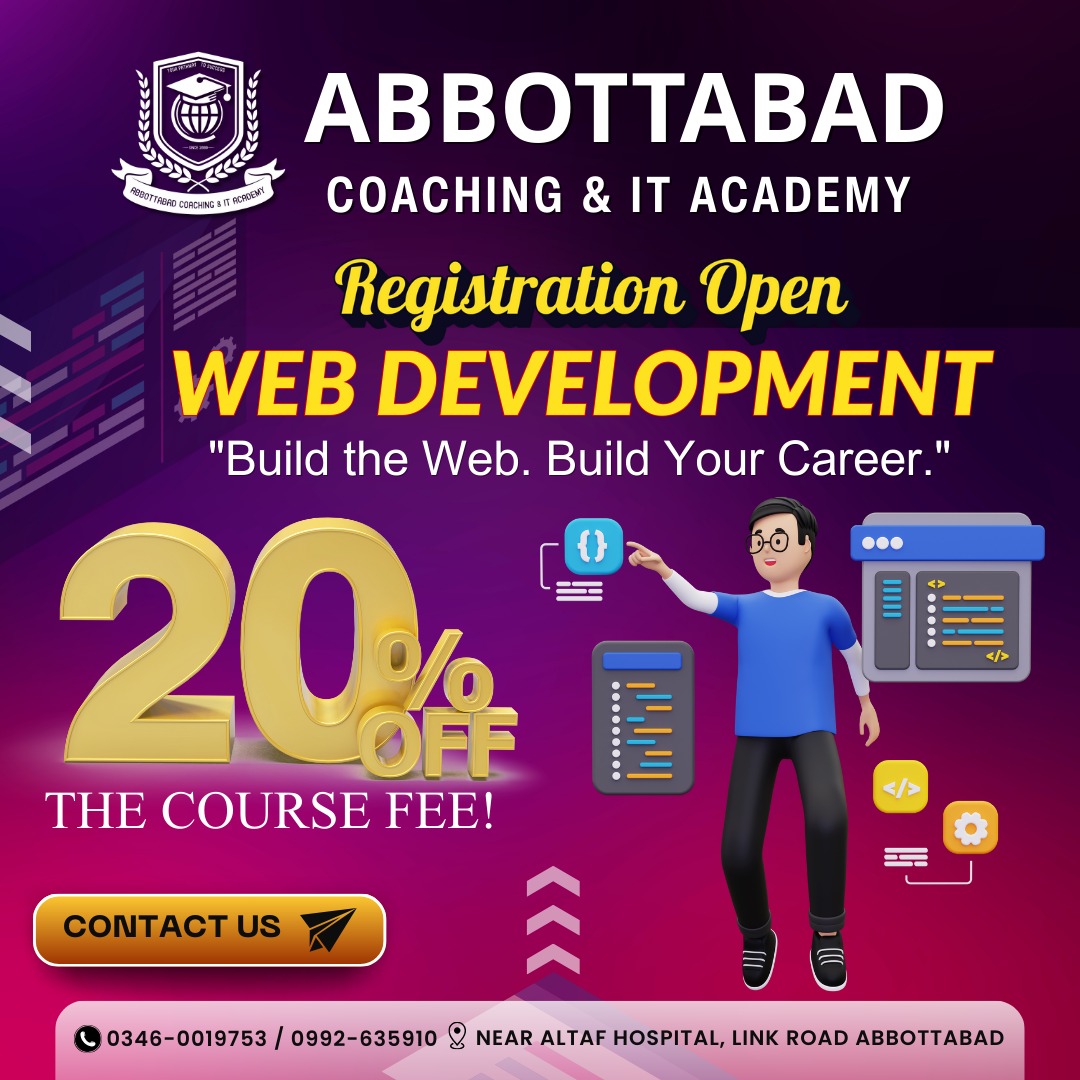 YOUR PATHWAY TO SUCCESS
ABBOTTABAD COACHING & IT ACADEMY
ABBOTTABAD
COACHING & IT ACADEMY
Registration Open
WEB DEVELOPMENT
"Build the Web. Build Your Career."
20%
OFF
THE COURSE FEE!
{}
</>
</>
</>
CONTACT US
0346-0019753 / 0992-635910 NEAR ALTAF HOSPITAL, LINK ROAD ABBOTTABAD